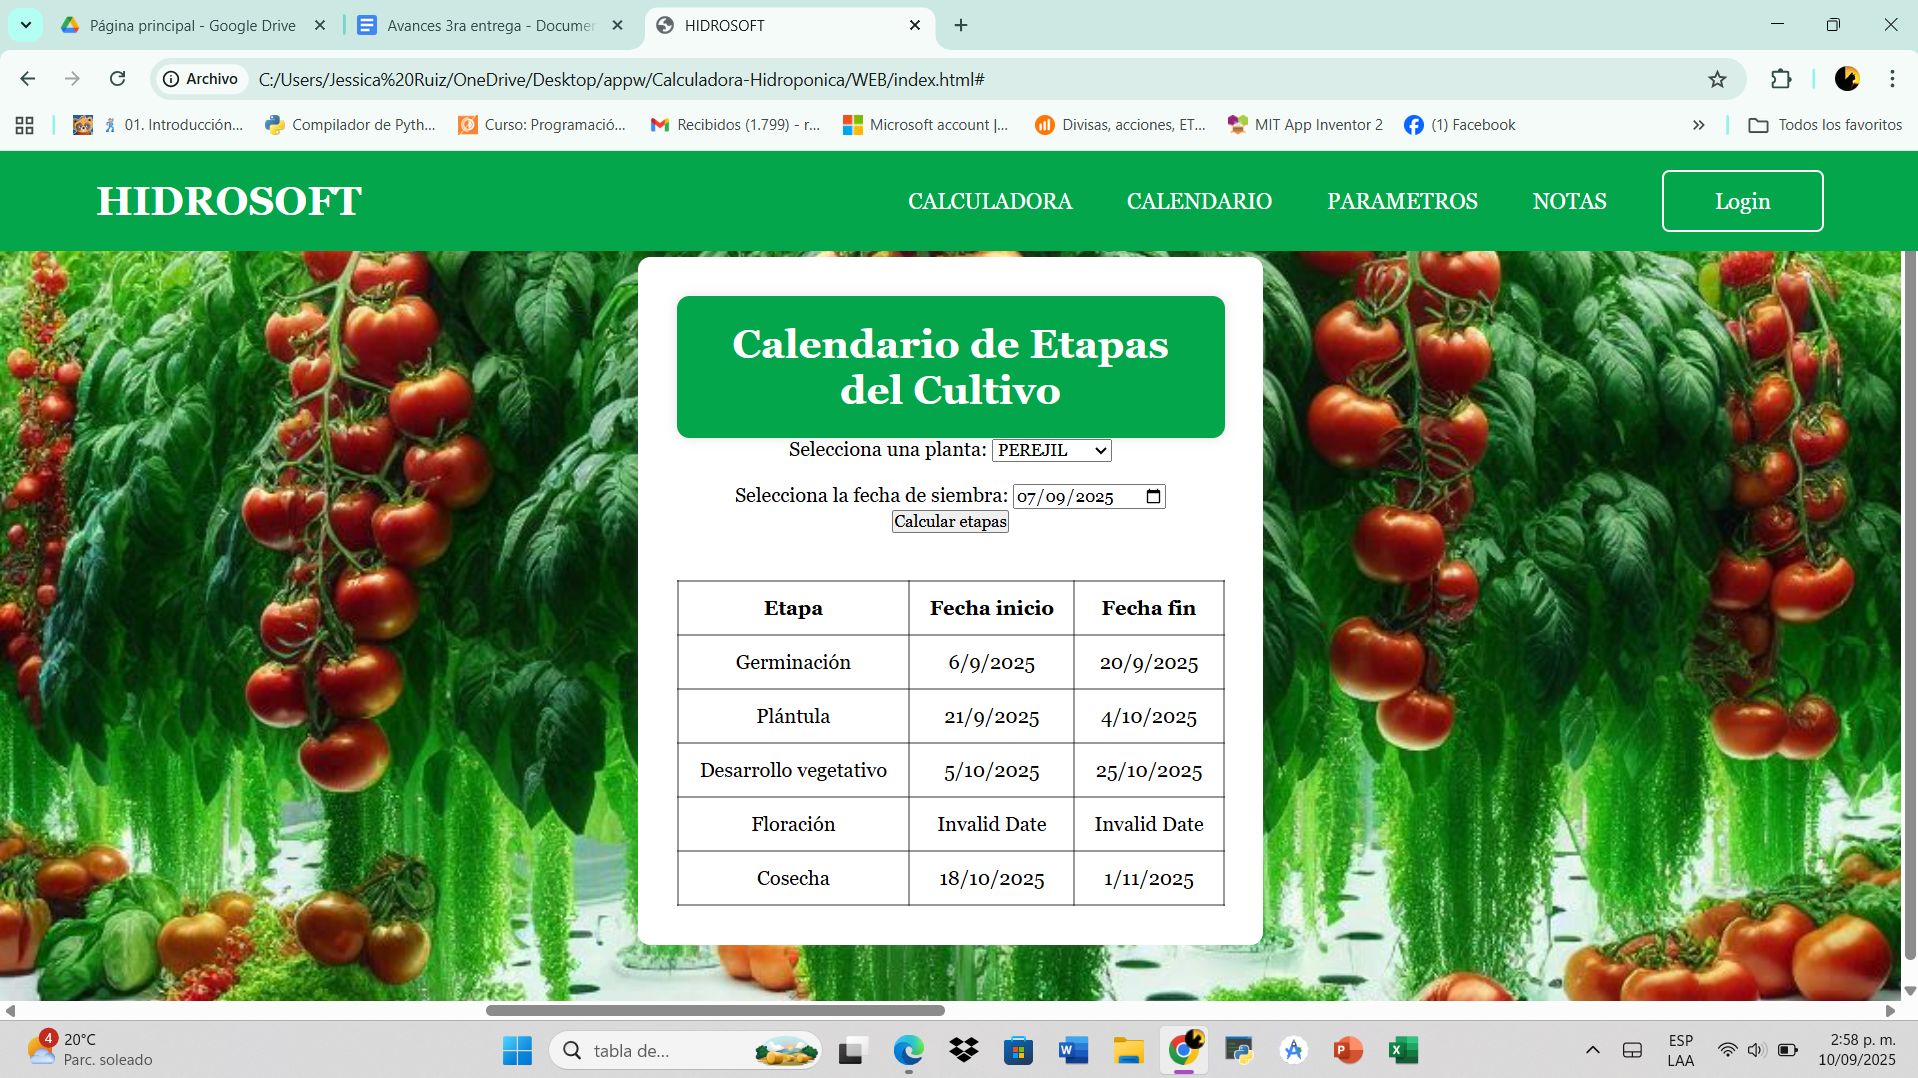 Página principal - Google Drive
Avances 3ra entrega - Documen
HIDROSOFT
Archivo
C:/Users/Jessica%20Ruiz/OneDrive/Desktop/appw/Calculadora-Hidroponica/WEB/index.html#
01. Introducción...
Compilador de Pyth...
Curso: Programació...
Recibidos (1.799) - r...
Microsoft account |...
Divisas, acciones, ET...
MIT App Inventor 2
(1) Facebook
Todos los favoritos
HIDROSOFT
CALCULADORA
CALENDARIO
PARAMETROS
NOTAS
Login
Calendario de Etapas
del Cultivo
Selecciona una planta: PEREJIL
Selecciona la fecha de siembra: 07/09/2025
Calcular etapas
Etapa Fecha inicio Fecha fin
Germinación 6/9/2025 20/9/2025
Plántula 21/9/2025 4/10/2025
Desarrollo vegetativo 5/10/2025 25/10/2025
Floración Invalid Date Invalid Date
Cosecha 18/10/2025 1/11/2025
4
20°C
Parc. soleado
tabla de...
ESP
LAA
2:58 p. m.
10/09/2025